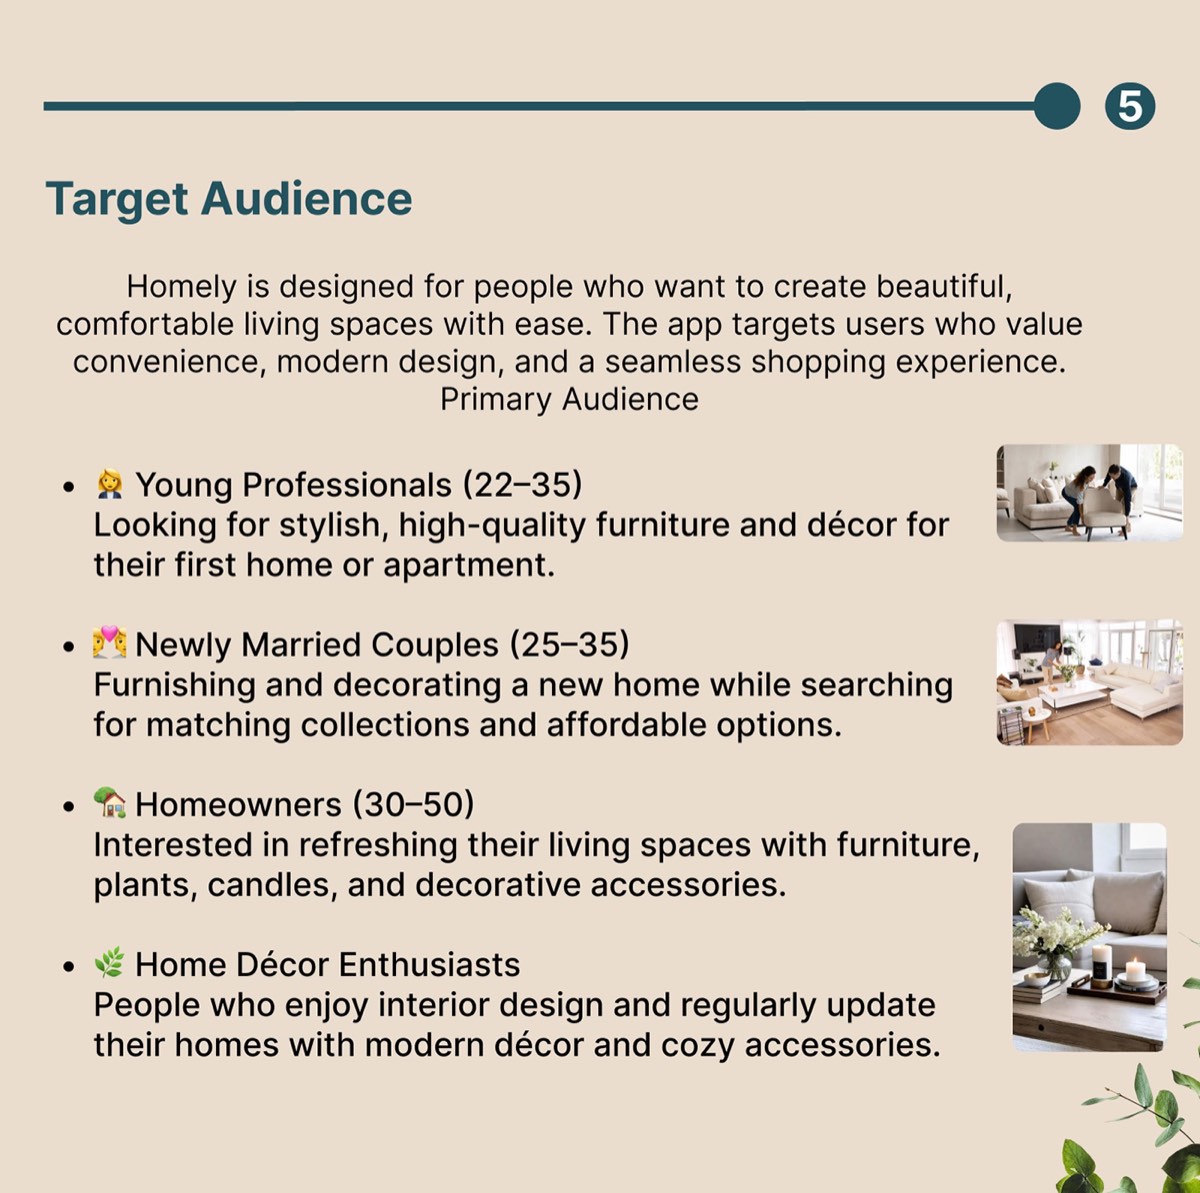 5
Target Audience
Homely is designed for people who want to create beautiful,
comfortable living spaces with ease. The app targets users who value
convenience, modern design, and a seamless shopping experience.
Primary Audience
• 👩‍💼 Young Professionals (22–35)
Looking for stylish, high-quality furniture and décor for
their first home or apartment.
• 💑 Newly Married Couples (25–35)
Furnishing and decorating a new home while searching
for matching collections and affordable options.
• 🏡 Homeowners (30–50)
Interested in refreshing their living spaces with furniture,
plants, candles, and decorative accessories.
• 🌿 Home Décor Enthusiasts
People who enjoy interior design and regularly update
their homes with modern décor and cozy accessories.